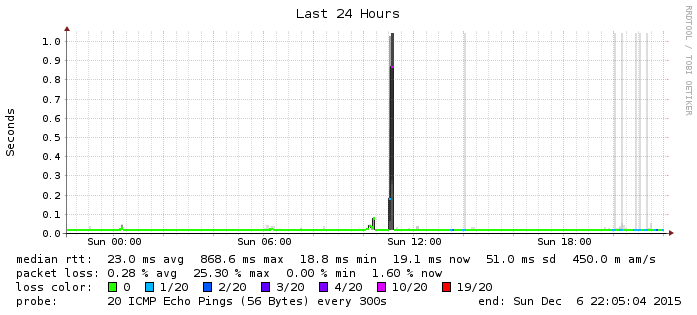 Last 24 Hours
RRDTOOL / TOBI OETIKER
Seconds
1.0
0.9
0.8
0.7
0.6
0.5
0.4
0.3
0.2
0.1
0.0
Sun 00:00 Sun 06:00 Sun 12:00 Sun 18:00
median rtt: 23.0 ms avg 868.6 ms max 18.8 ms min 19.1 ms now 51.0 ms sd 450.0 m am/s
packet loss: 0.28 % avg 25.30 % max 0.00 % min 1.60 % now
loss color: 0 1/20 2/20 3/20 4/20 10/20 19/20
probe: 20 ICMP Echo Pings (56 Bytes) every 300s end: Sun Dec 6 22:05:04 2015